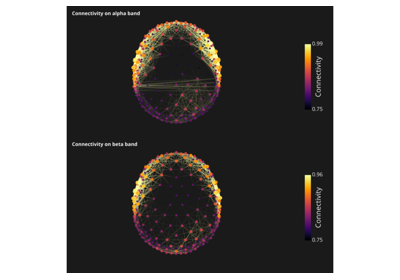 Connectivity on alpha band
0.99
Connectivity
0.75
Connectivity on beta band
0.96
Connectivity
0.75